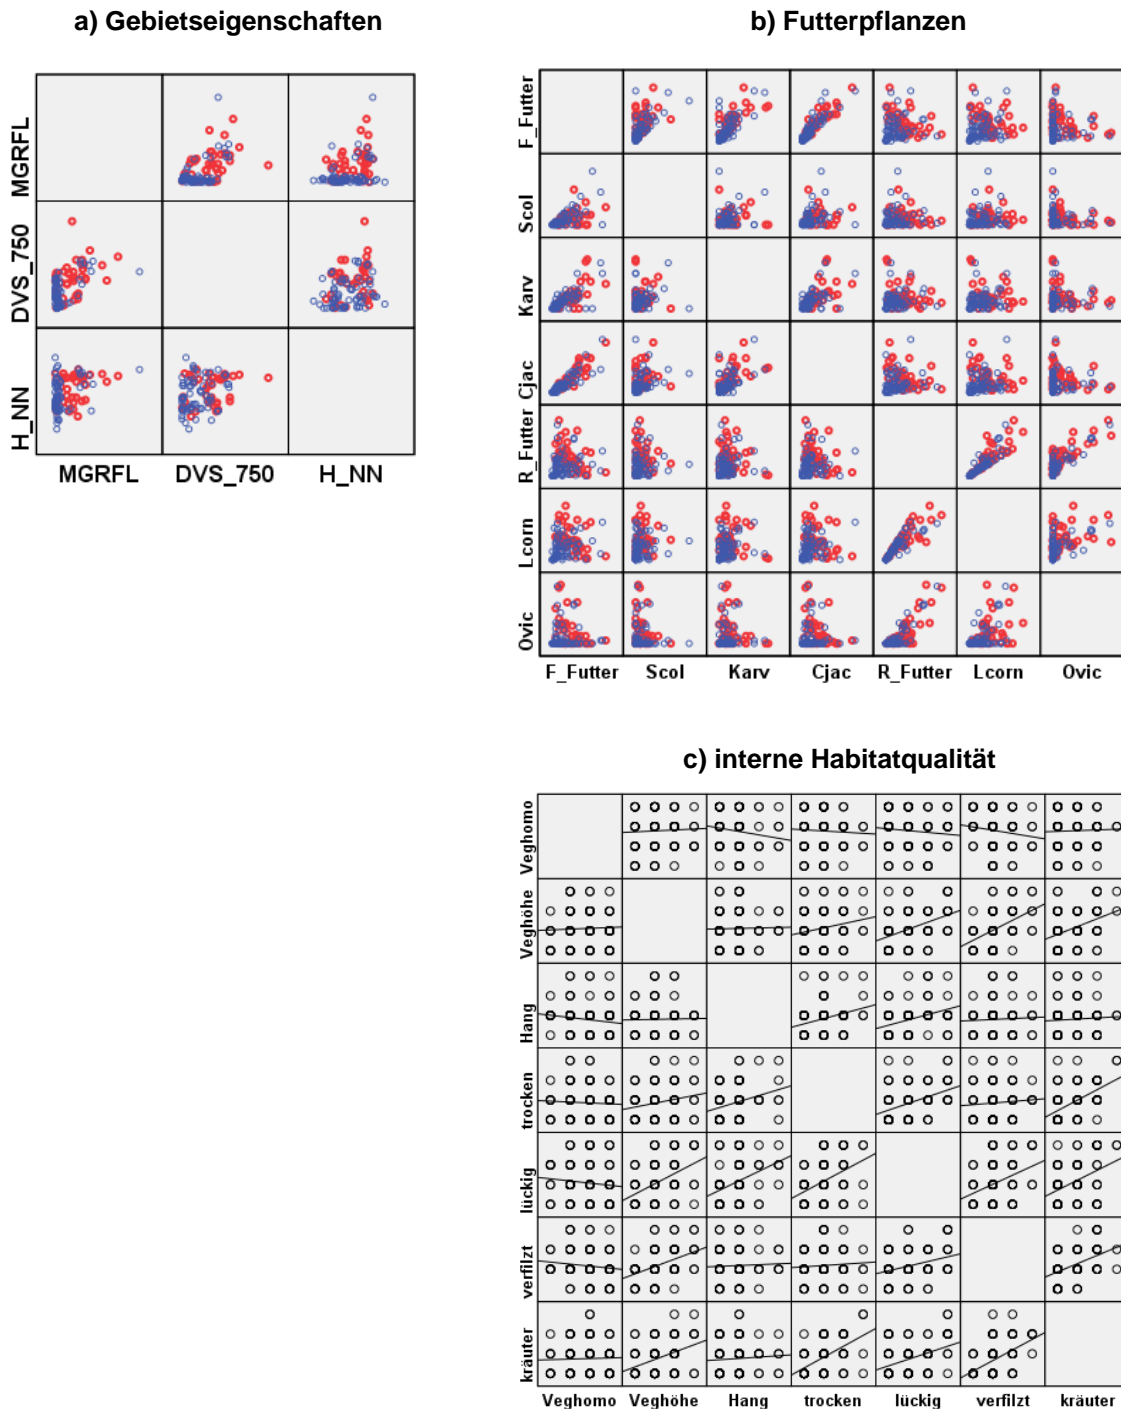 a) Gebietseigenschaften
MGRFL
DVS_750
H_NN
MGRFL DVS_750 H_NN
b) Futterpflanzen
F_Futter
Scol
Karv
Cjac
R_Futter
Lcorn
Ovic
F_Futter Scol Karv Cjac R_Futter Lcorn Ovic
c) interne Habitatqualität
Veghomo
Veghöhe
Hang
trocken
lückig
verfilzt
kräuter
Veghomo Veghöhe Hang trocken lückig verfilzt kräuter